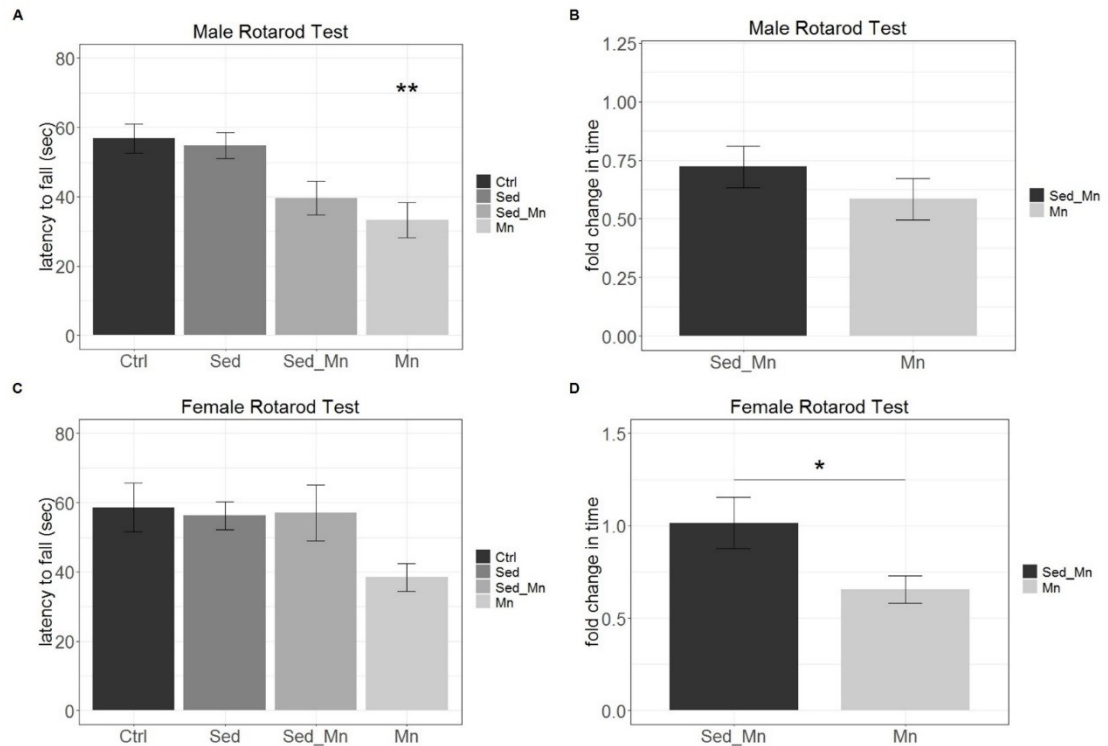 A
Male Rotarod Test
latency to fall (sec)
80
60
40
20
0
**
Ctrl Sed Sed_Mn Mn
Ctrl
Sed
Sed_Mn
Mn
B
Male Rotarod Test
fold change in time
1.25
1.00
0.75
0.50
0.25
0.00
Sed_Mn Mn
Sed_Mn
Mn
C
Female Rotarod Test
latency to fall (sec)
80
60
40
20
0
Ctrl Sed Sed_Mn Mn
Ctrl
Sed
Sed_Mn
Mn
D
Female Rotarod Test
fold change in time
1.5
1.0
0.5
0.0
*
Sed_Mn Mn
Sed_Mn
Mn